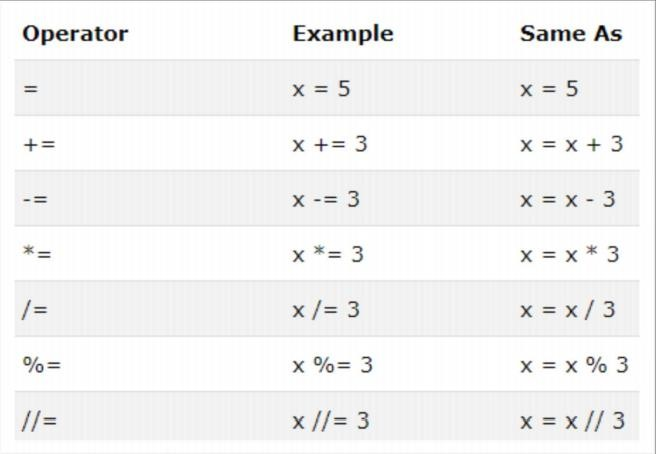 Operator Example Same As
= x = 5 x = 5
+= x += 3 x = x + 3
-= x -= 3 x = x - 3
*= x *= 3 x = x * 3
/= x /= 3 x = x / 3
%= x %= 3 x = x % 3
//= x //= 3 x = x // 3